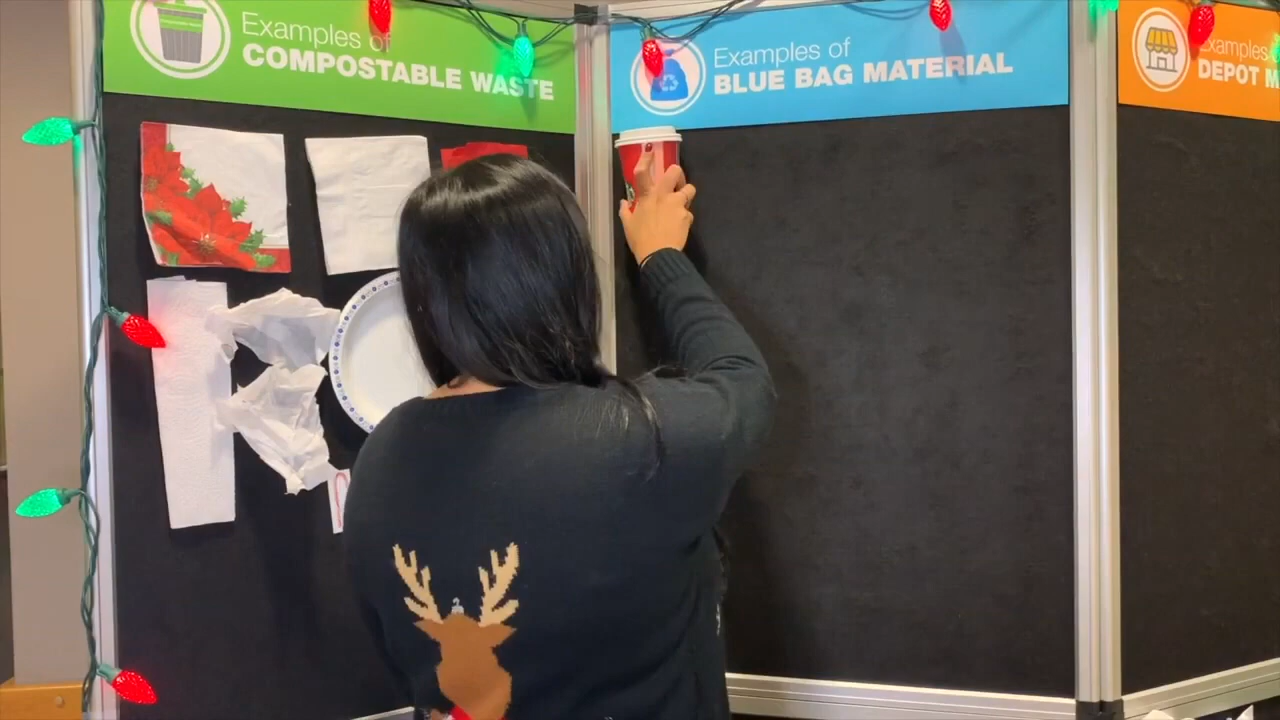 Examples of
COMPOSTABLE WASTE
Examples of
BLUE BAG MATERIAL
Examples
DEPOT M